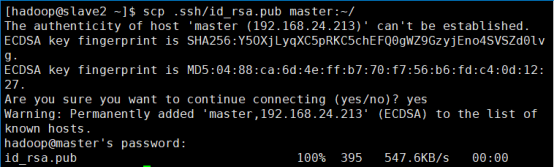 [hadoop@slave2 ~]$ scp .ssh/id_rsa.pub master:~/
The authenticity of host 'master (192.168.24.213)' can't be established.
ECDSA key fingerprint is SHA256:Y5OXjLyqXC5pRKC5chEFQ0gWZ9GzyjEno4SVSZd0lv
g.
ECDSA key fingerprint is MD5:04:88:ca:6d:4e:ff:b7:70:f7:56:b6:fd:c4:0d:12:
27.
Are you sure you want to continue connecting (yes/no)? yes
Warning: Permanently added 'master,192.168.24.213' (ECDSA) to the list of
known hosts.
hadoop@master's password:
id_rsa.pub 100% 395 547.6KB/s 00:00